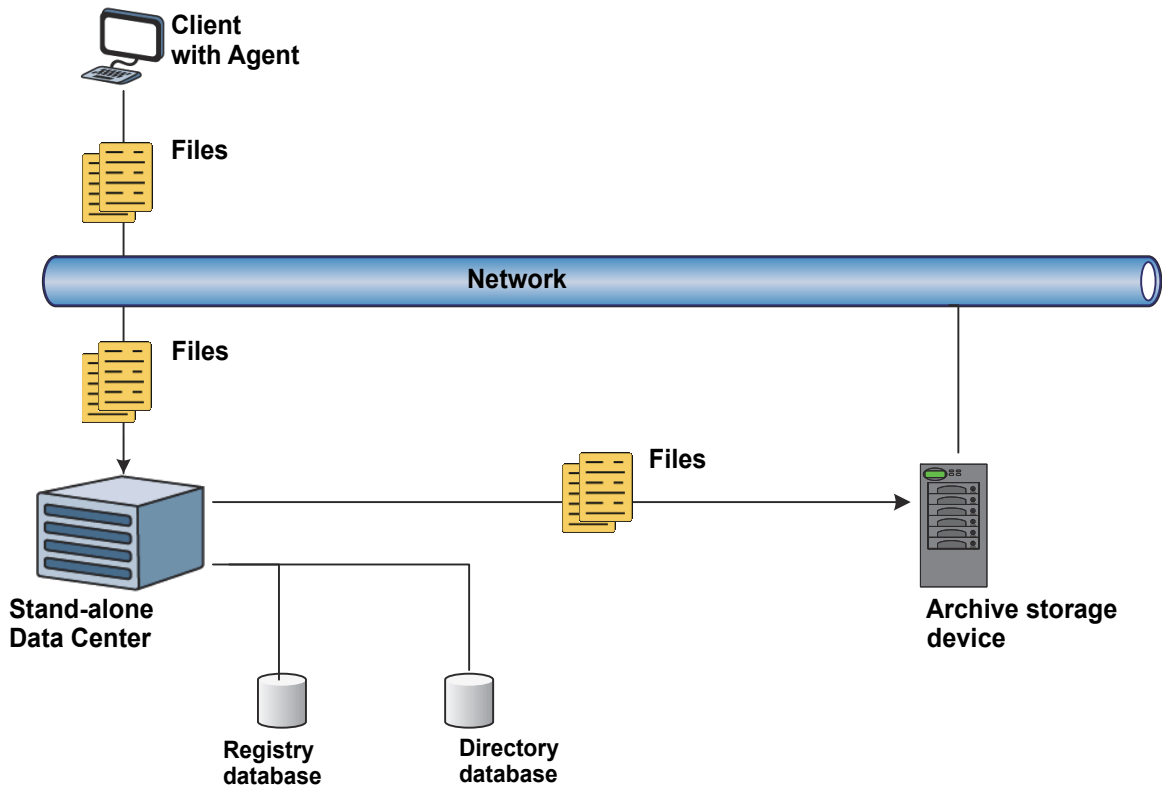 Client
with Agent
Files
Network
Files
Files
Stand-alone
Data Center
Archive storage
device
Registry
database
Directory
database